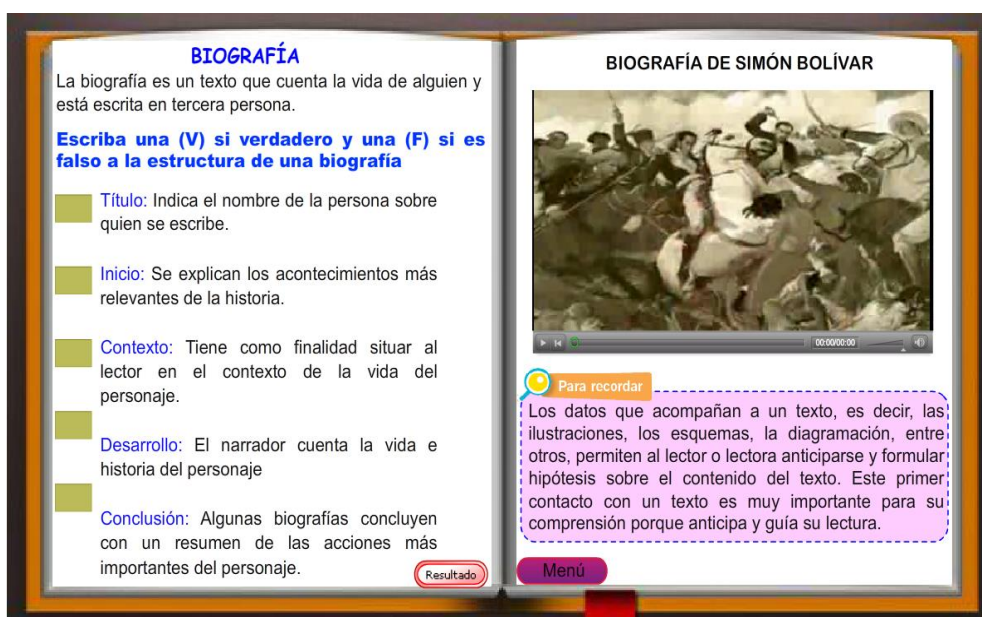 BIOGRAFÍA
La biografía es un texto que cuenta la vida de alguien y
está escrita en tercera persona.
Escriba una (V) si verdadero y una (F) si es
falso a la estructura de una biografía
Título: Indica el nombre de la persona sobre
quien se escribe.
Inicio: Se explican los acontecimientos más
relevantes de la historia.
Contexto: Tiene como finalidad situar al
lector en el contexto de la vida del
personaje.
Desarrollo: El narrador cuenta la vida e
historia del personaje
Conclusión: Algunas biografías concluyen
con un resumen de las acciones más
importantes del personaje.
Resultado
BIOGRAFÍA DE SIMÓN BOLÍVAR
00:00/00:00
Para recordar
Los datos que acompañan a un texto, es decir, las
ilustraciones, los esquemas, la diagramación, entre
otros, permiten al lector o lectora anticiparse y formular
hipótesis sobre el contenido del texto. Este primer
contacto con un texto es muy importante para su
comprensión porque anticipa y guía su lectura.
Menú